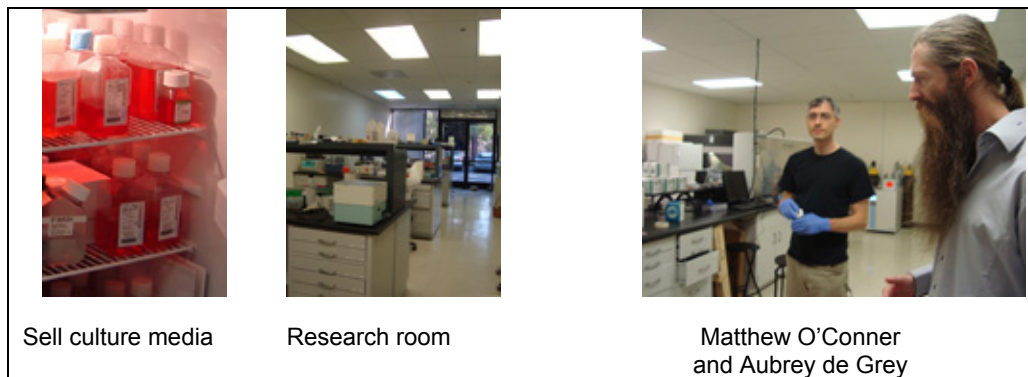 Sell culture media
Research room
Matthew O'Conner
and Aubrey de Grey